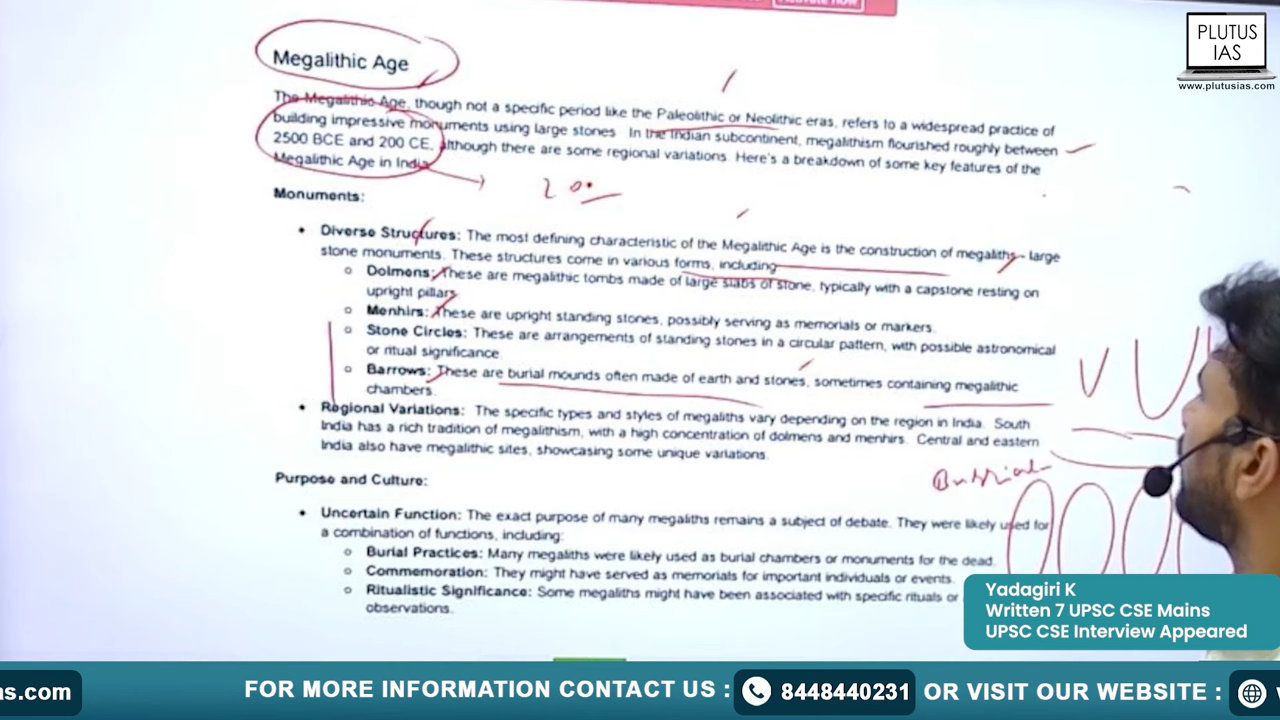 PLUTUS
IAS
www.plutusias.com
Megalithic Age
The Megalithic Age, though not a specific period like the Paleolithic or Neolithic eras, refers to a widespread practice of
building impressive monuments using large stones In the Indian subcontinent, megalithism flourished roughly between
2500 BCE and 200 CE, although there are some regional variations. Here's a breakdown of some key features of the
Megalithic Age in India
200
Monuments:
• Diverse Structures: The most defining characteristic of the Megalithic Age is the construction of megaliths - large
stone monuments. These structures come in various forms, including
o Dolmens: These are megalithic tombs made of large slabs of stone, typically with a capstone resting on
upright pillars
o Menhirs: These are upright standing stones, possibly serving as memorials or markers.
o Stone Circles: These are arrangements of standing stones in a circular pattern, with possible astronomical
or ritual significance.
o Barrows: These are burial mounds often made of earth and stones, sometimes containing megalithic
chambers.
• Regional Variations: The specific types and styles of megaliths vary depending on the region in India. South
India has a rich tradition of megalithism, with a high concentration of dolmens and menhirs. Central and eastern
India also have megalithic sites, showcasing some unique variations.
Purpose and Culture:
• Uncertain Function: The exact purpose of many megaliths remains a subject of debate. They were likely used for
a combination of functions, including:
o Burial Practices: Many megaliths were likely used as burial chambers or monuments for the dead.
o Commemoration: They might have served as memorials for important individuals or events.
o Ritualistic Significance: Some megaliths might have been associated with specific rituals or
observations.
Yadagiri K
Written 7 UPSC CSE Mains
UPSC CSE Interview Appeared
as.com FOR MORE INFORMATION CONTACT US : 8448440231 OR VISIT OUR WEBSITE :